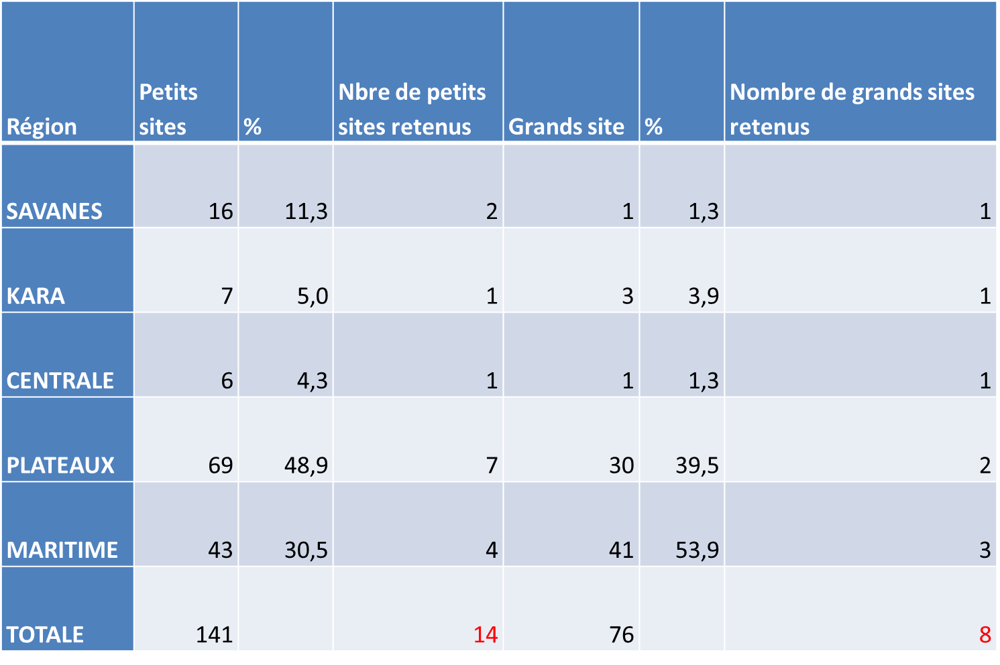 Région Petits sites % Nbre de petits sites retenus Grands site % Nombre de grands sites retenus
SAVANES 16 11,3 2 1 1,3 1
KARA 7 5,0 1 3 3,9 1
CENTRALE 6 4,3 1 1 1,3 1
PLATEAUX 69 48,9 7 30 39,5 2
MARITIME 43 30,5 4 41 53,9 3
TOTALE 141 14 76 8